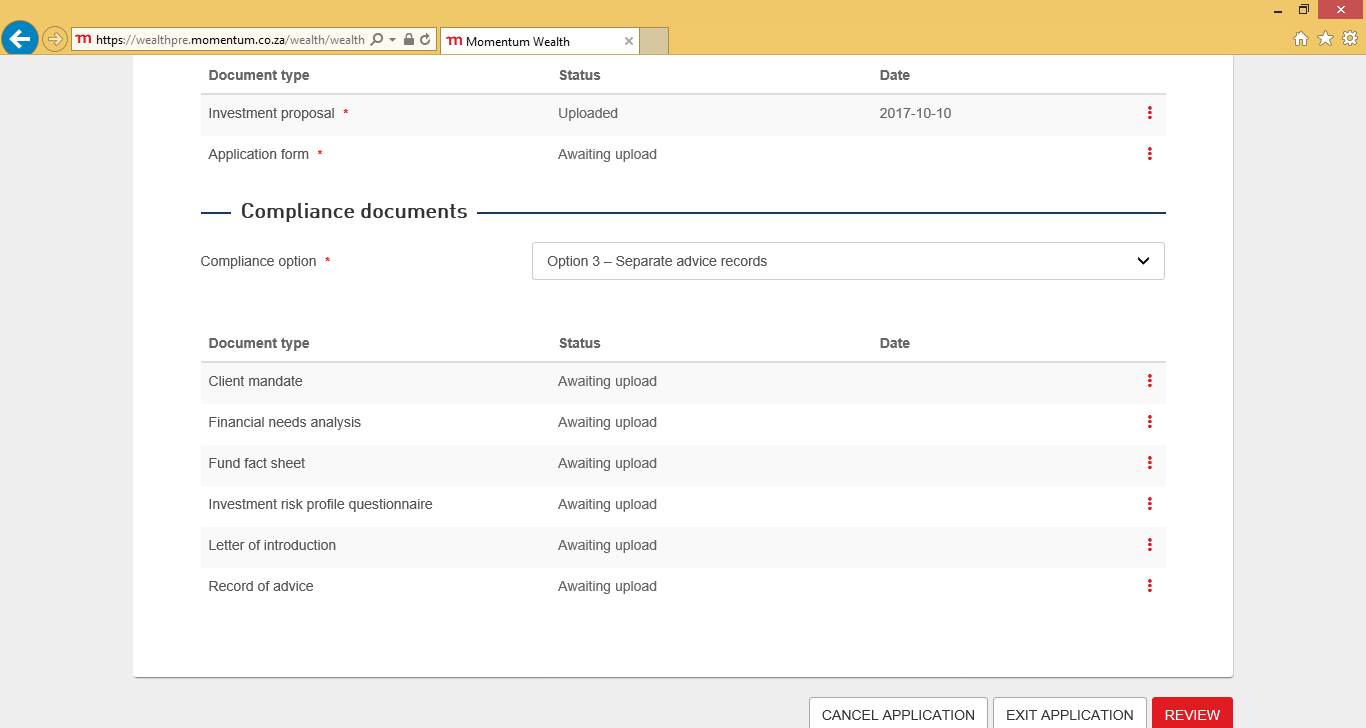 https://wealthpre.momentum.co.za/wealth/wealth
m Momentum Wealth
Document type Status Date
Investment proposal * Uploaded 2017-10-10
Application form * Awaiting upload
Compliance documents
Compliance option * Option 3 – Separate advice records
Document type Status Date
Client mandate Awaiting upload
Financial needs analysis Awaiting upload
Fund fact sheet Awaiting upload
Investment risk profile questionnaire Awaiting upload
Letter of introduction Awaiting upload
Record of advice Awaiting upload
CANCEL APPLICATION EXIT APPLICATION REVIEW